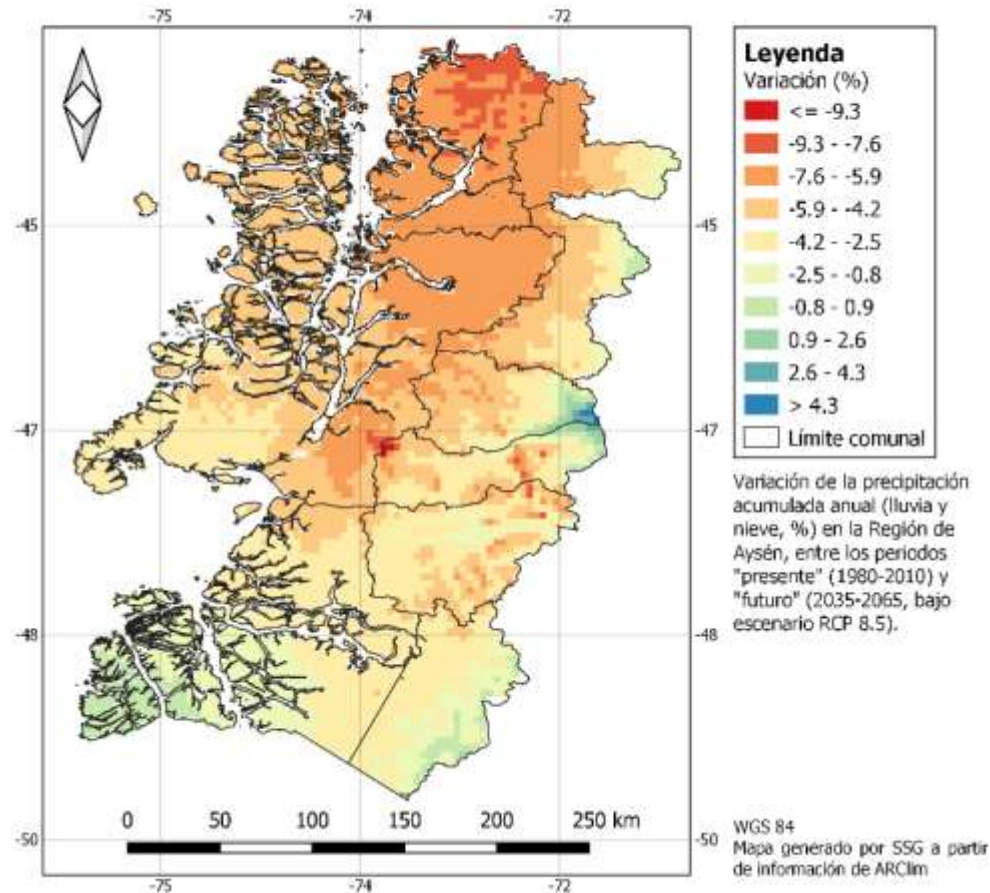 -75 -74 -72
-45 -45
-47 -47
-48 -48
-50 -50
0 50 100 150 200 250 km
-75 -74 -72
Leyenda
Variación (%)
<= -9.3
-9.3 - -7.6
-7.6 - -5.9
-5.9 - -4.2
-4.2 - -2.5
-2.5 - -0.8
-0.8 - 0.9
0.9 - 2.6
2.6 - 4.3
> 4.3
Límite comunal
Variación de la precipitación
acumulada anual (lluvia y
nieve, %) en la Región de
Aysén, entre los periodos
"presente" (1980-2010) y
"futuro" (2035-2065, bajo
escenario RCP 8.5).
WGS 84
Mapa generado por SSG a partir
de información de ARClim